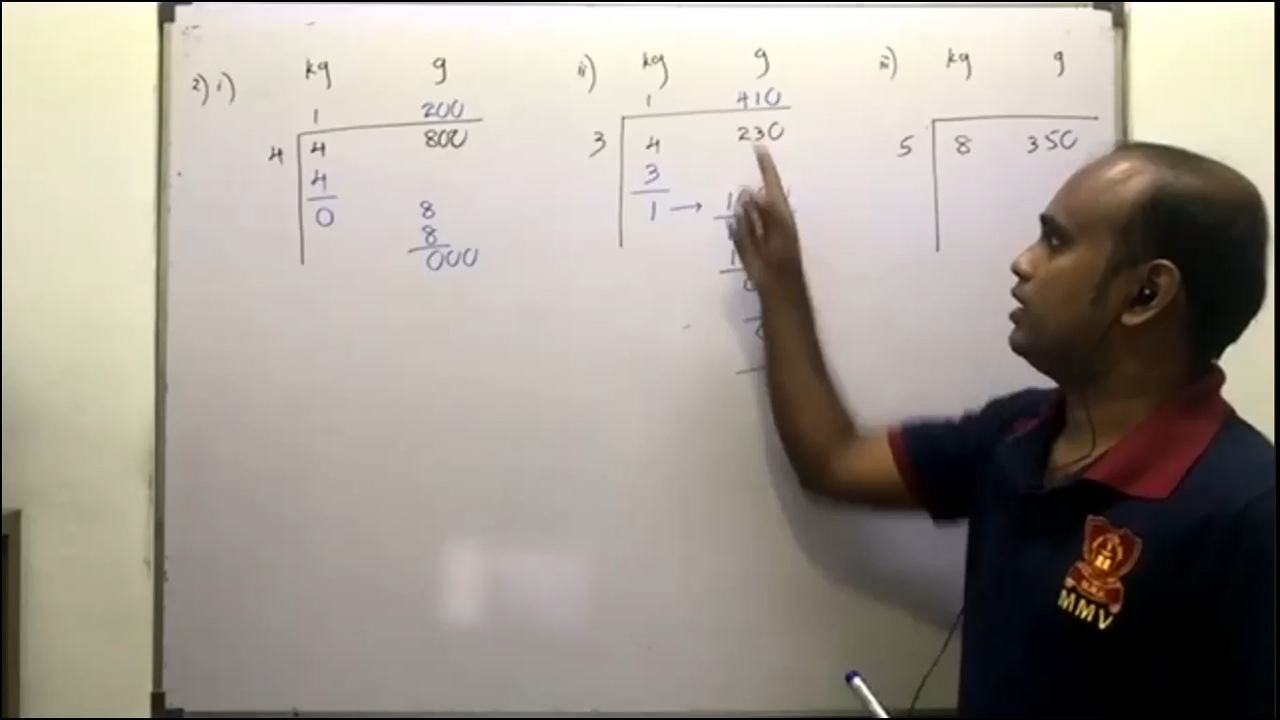 2) i) kg g
1 200
4 4 800
4
0 8
8
000
ii) kg g
1 410
3 4 230
3
1 →
iii) kg g
5 8 350
MMV